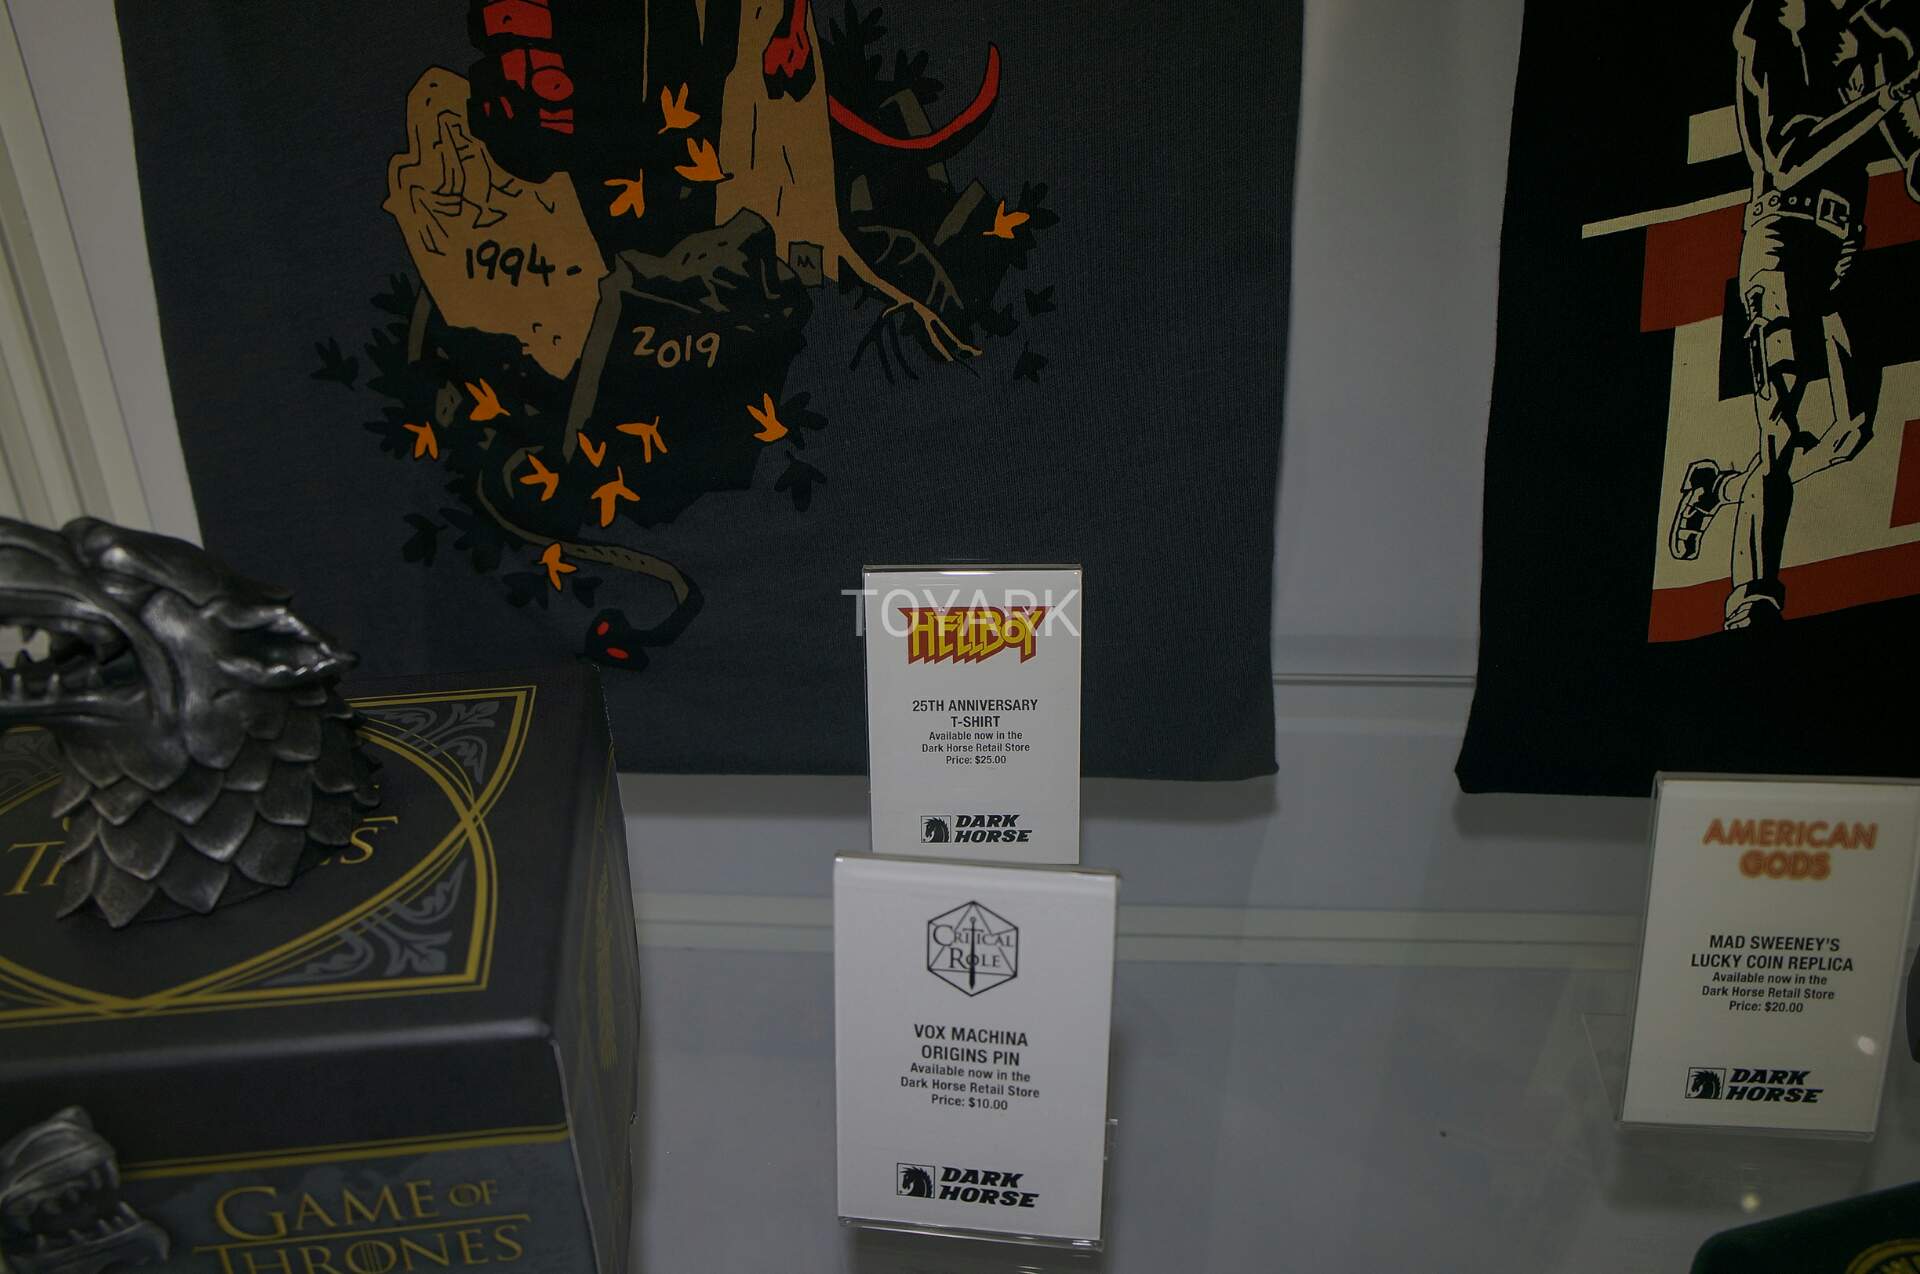 1994-
M
2019
TOYARK
HELLBOY
25TH ANNIVERSARY
T-SHIRT
Available now in the
Dark Horse Retail Store
Price: $25.00
DARK
HORSE
CRITICAL
ROLE
VOX MACHINA
ORIGINS PIN
Available now in the
Dark Horse Retail Store
Price: $10.00
DARK
HORSE
AMERICAN
GODS
MAD SWEENEY'S
LUCKY COIN REPLICA
Available now in the
Dark Horse Retail Store
Price: $20.00
DARK
HORSE
GAME OF
THRONES